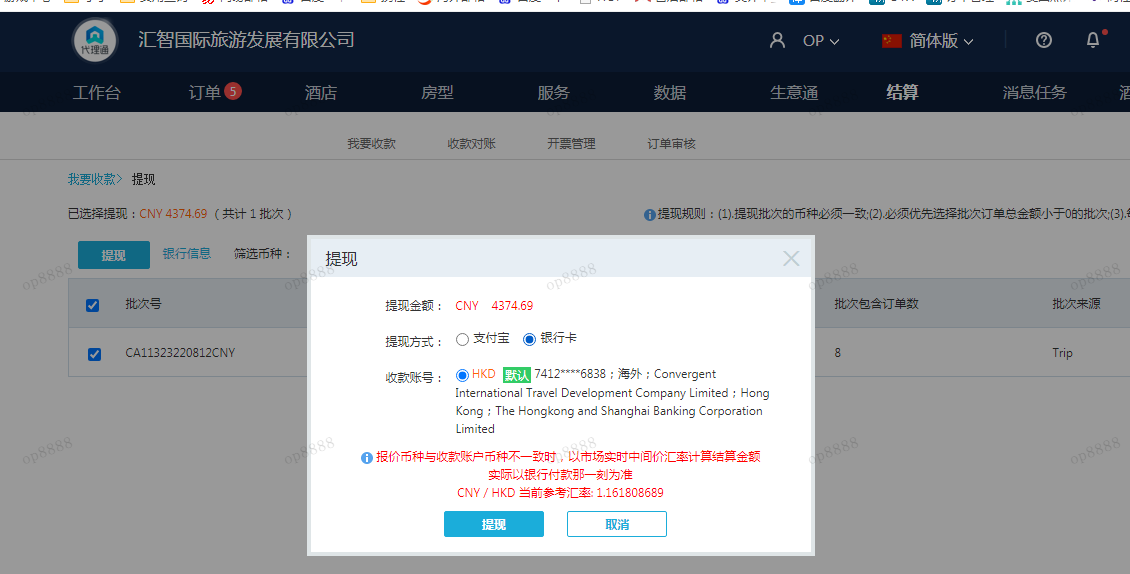 代理通
汇智国际旅游发展有限公司
OP
简体版
工作台
订单 5
酒店
房型
服务
数据
生意通
结算
消息任务
我要收款
收款对账
开票管理
订单审核
我要收款> 提现
已选择提现：CNY 4374.69 （ 共计 1 批次 ）
提现规则：(1).提现批次的币种必须一致;(2).必须优先选择批次订单总金额小于0的批次;(3).
提现
银行信息
筛选币种：
批次号
批次包含订单数
批次来源
CA11323220812CNY
8
Trip
提现
提现金额： CNY 4374.69
提现方式： 支付宝 银行卡
收款账号： HKD 默认 7412****6838；海外；Convergent
International Travel Development Company Limited；Hong
Kong；The Hongkong and Shanghai Banking Corporation
Limited
报价币种与收款账户币种不一致时，以市场实时中间价汇率计算结算金额
实际以银行付款那一刻为准
CNY / HKD 当前参考汇率: 1.161808689
提现
取消
op8888
op8888
op8888
op8888
op8888
op8888
op8888
op8888